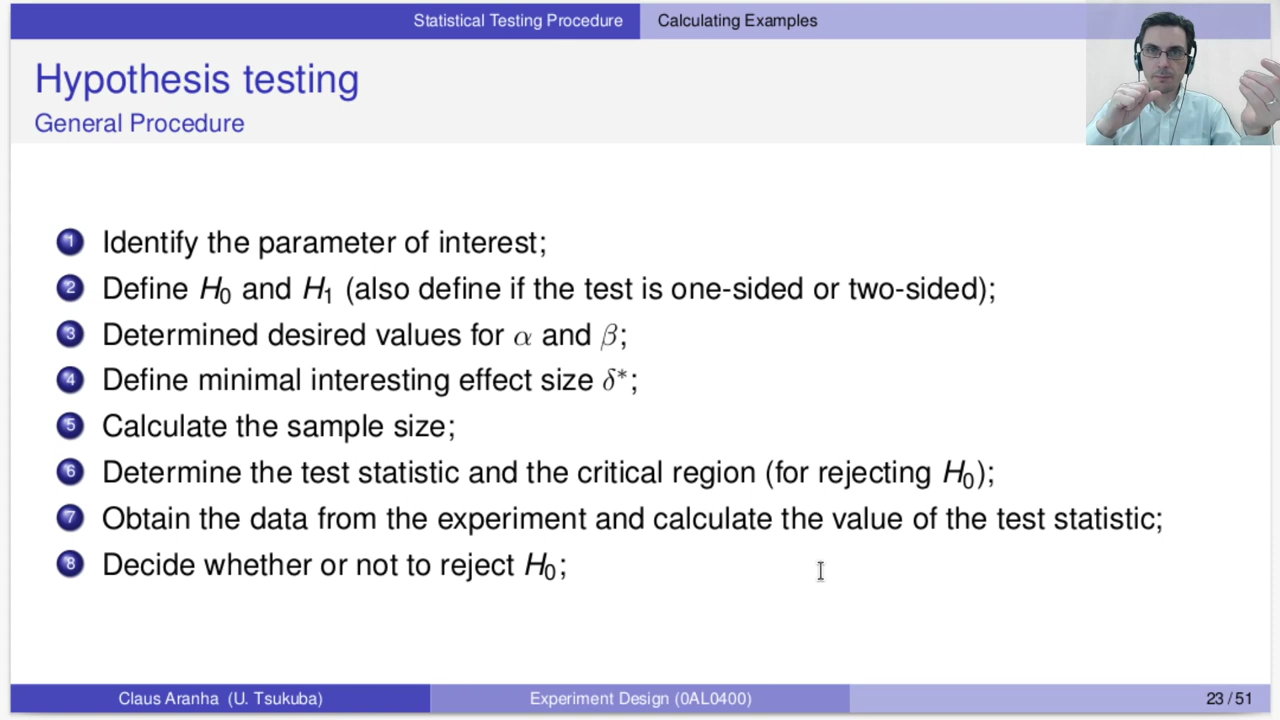 Statistical Testing Procedure Calculating Examples
Hypothesis testing
General Procedure
1 Identify the parameter of interest;
2 Define H₀ and H₁ (also define if the test is one-sided or two-sided);
3 Determined desired values for α and β;
4 Define minimal interesting effect size δ*;
5 Calculate the sample size;
6 Determine the test statistic and the critical region (for rejecting H₀);
7 Obtain the data from the experiment and calculate the value of the test statistic;
8 Decide whether or not to reject H₀;
Claus Aranha (U. Tsukuba) Experiment Design (0AL0400) 23 / 51